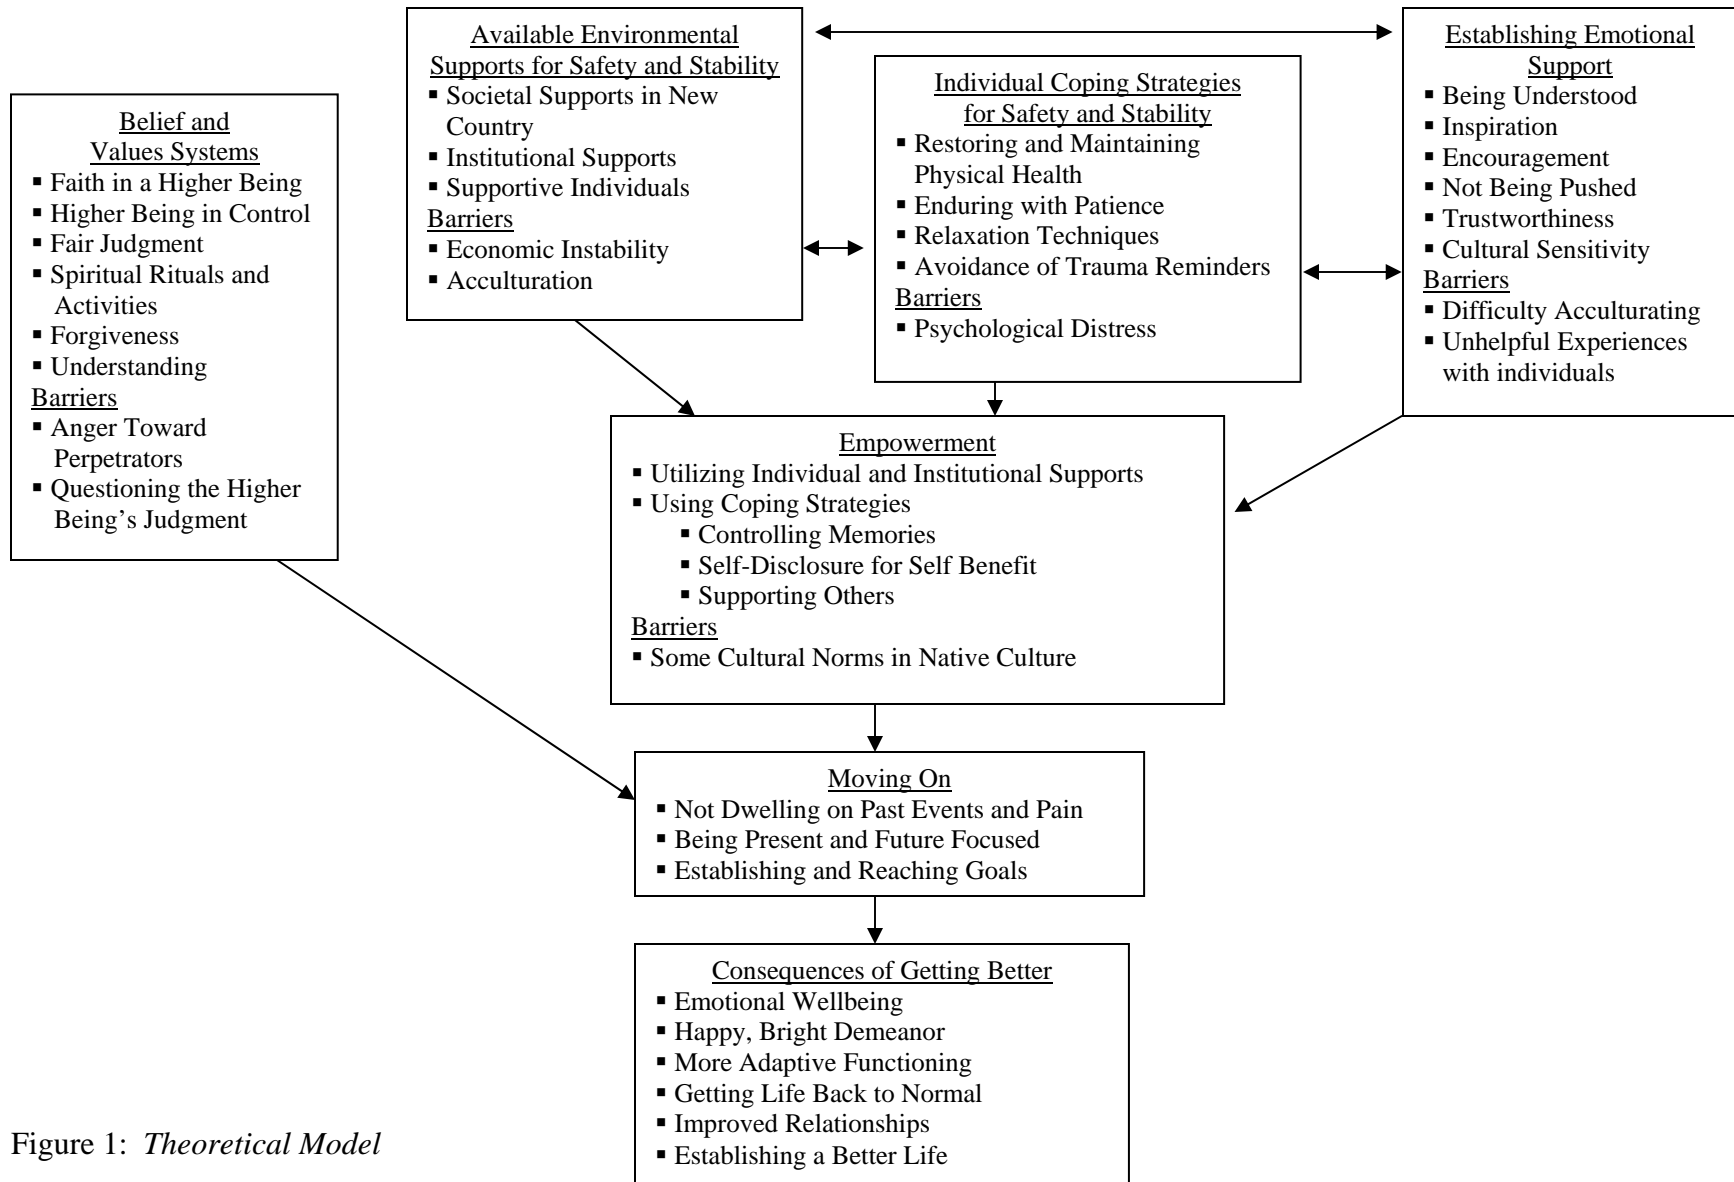 Belief and
Values Systems
▪ Faith in a Higher Being
▪ Higher Being in Control
▪ Fair Judgment
▪ Spiritual Rituals and
Activities
▪ Forgiveness
▪ Understanding
Barriers
▪ Anger Toward
Perpetrators
▪ Questioning the Higher
Being’s Judgment
Available Environmental
Supports for Safety and Stability
▪ Societal Supports in New
Country
▪ Institutional Supports
▪ Supportive Individuals
Barriers
▪ Economic Instability
▪ Acculturation
Individual Coping Strategies
for Safety and Stability
▪ Restoring and Maintaining
Physical Health
▪ Enduring with Patience
▪ Relaxation Techniques
▪ Avoidance of Trauma Reminders
Barriers
▪ Psychological Distress
Establishing Emotional
Support
▪ Being Understood
▪ Inspiration
▪ Encouragement
▪ Not Being Pushed
▪ Trustworthiness
▪ Cultural Sensitivity
Barriers
▪ Difficulty Acculturating
▪ Unhelpful Experiences
with individuals
Empowerment
▪ Utilizing Individual and Institutional Supports
▪ Using Coping Strategies
▪ Controlling Memories
▪ Self-Disclosure for Self Benefit
▪ Supporting Others
Barriers
▪ Some Cultural Norms in Native Culture
Moving On
▪ Not Dwelling on Past Events and Pain
▪ Being Present and Future Focused
▪ Establishing and Reaching Goals
Consequences of Getting Better
▪ Emotional Wellbeing
▪ Happy, Bright Demeanor
▪ More Adaptive Functioning
▪ Getting Life Back to Normal
▪ Improved Relationships
▪ Establishing a Better Life
Figure 1: Theoretical Model